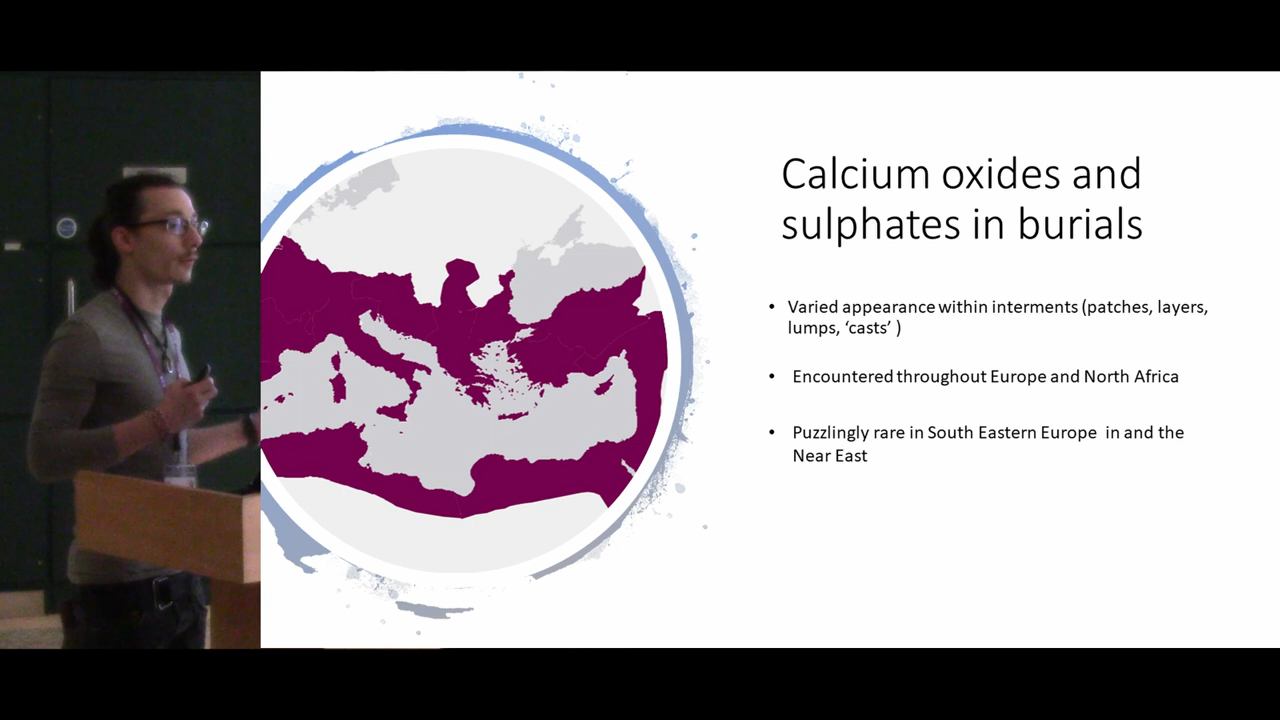 Calcium oxides and
sulphates in burials
• Varied appearance within interments (patches, layers,
lumps, ‘casts’ )
• Encountered throughout Europe and North Africa
• Puzzlingly rare in South Eastern Europe  in and the
Near East